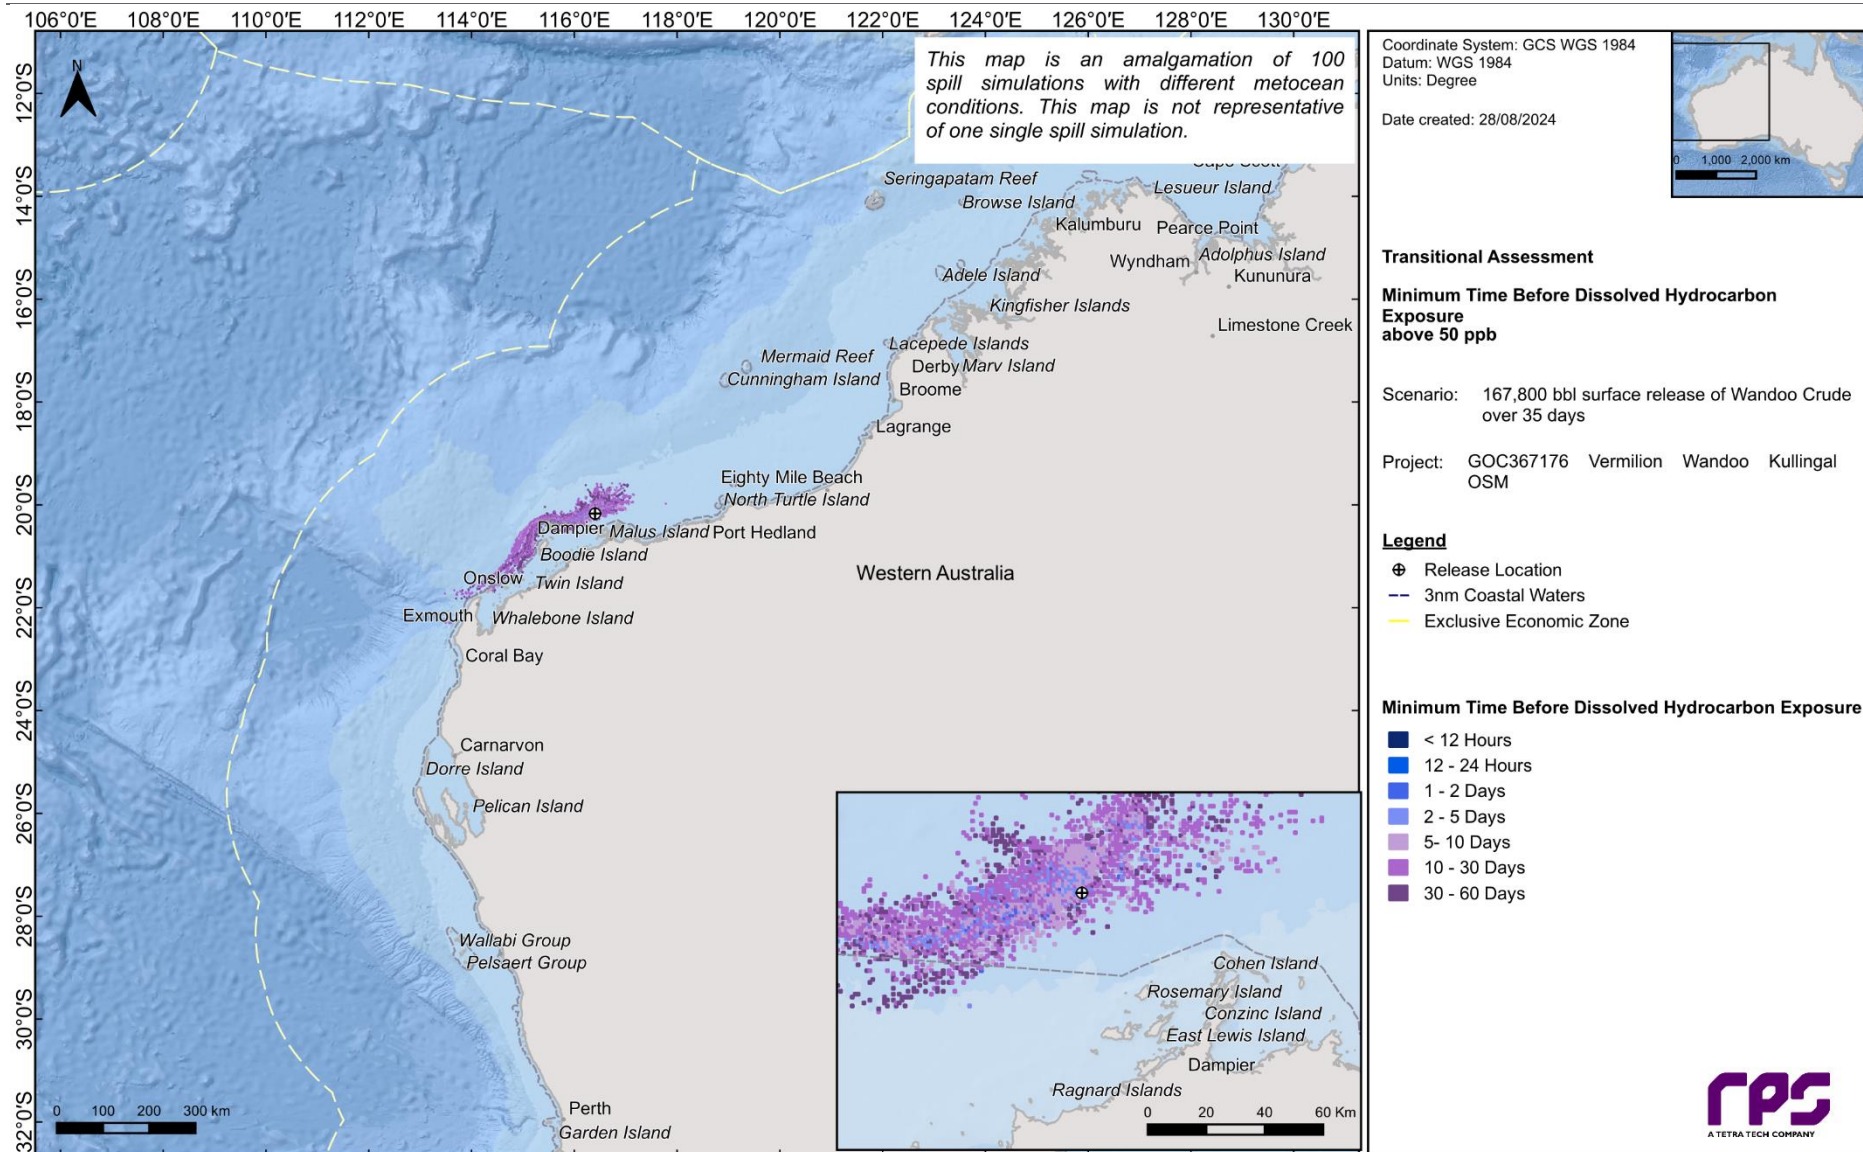 106°0'E 108°0'E 110°0'E 112°0'E 114°0'E 116°0'E 118°0'E 120°0'E 122°0'E 124°0'E 126°0'E 128°0'E 130°0'E
12°0'S
14°0'S
16°0'S
18°0'S
20°0'S
22°0'S
24°0'S
26°0'S
28°0'S
30°0'S
32°0'S
N
This map is an amalgamation of 100
spill simulations with different metocean
conditions. This map is not representative
of one single spill simulation.
Seringapatam Reef
Lesueur Island
Browse Island
Kalumburu
Pearce Point
Adolphus Island
Wyndham
Kununura
Adele Island
Kingfisher Islands
Limestone Creek
Lacepede Islands
Mermaid Reef
Derby
Marv Island
Cunningham Island
Broome
Lagrange
Eighty Mile Beach
North Turtle Island
Dampier
Malus Island
Port Hedland
Boodie Island
Western Australia
Onslow
Twin Island
Exmouth
Whalebone Island
Coral Bay
Carnarvon
Dorre Island
Pelican Island
Wallabi Group
Pelsaert Group
Perth
Garden Island
0 100 200 300 km
Cohen Island
Rosemary Island
Conzinc Island
East Lewis Island
Dampier
Ragnard Islands
0 20 40 60 Km
Coordinate System: GCS WGS 1984
Datum: WGS 1984
Units: Degree
Date created: 28/08/2024
0 1,000 2,000 km
Transitional Assessment
Minimum Time Before Dissolved Hydrocarbon
Exposure
above 50 ppb
Scenario: 167,800 bbl surface release of Wandoo Crude
over 35 days
Project: GOC367176 Vermilion Wandoo Kullingal
OSM
Legend
Release Location
3nm Coastal Waters
Exclusive Economic Zone
Minimum Time Before Dissolved Hydrocarbon Exposure
< 12 Hours
12 - 24 Hours
1 - 2 Days
2 - 5 Days
5- 10 Days
10 - 30 Days
30 - 60 Days
rps
A TETRA TECH COMPANY